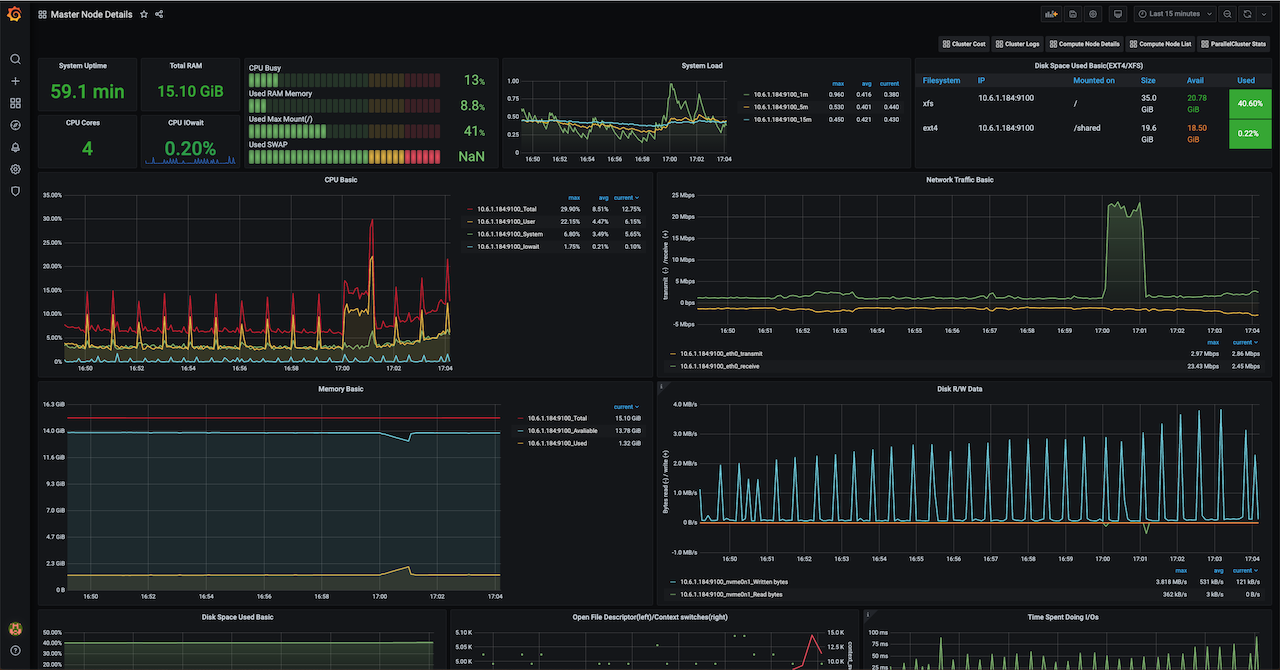 Master Node Details
Last 15 minutes
Cluster Cost
Cluster Logs
Compute Node Details
Compute Node List
ParallelCluster Stats
System Uptime
59.1 min
Total RAM
15.10 GiB
CPU Cores
4
CPU IOwait
0.20%
CPU Busy
13%
Used RAM Memory
8.8%
Used Max Mount(/)
41%
Used SWAP
NaN
System Load
1.00
0.75
0.50
0.25
0
16:50 16:52 16:54 16:56 16:58 17:00 17:02 17:04
max avg current
10.6.1.184:9100_1m 0.960 0.416 0.380
10.6.1.184:9100_5m 0.530 0.401 0.440
10.6.1.184:9100_15m 0.450 0.421 0.430
Disk Space Used Basic(EXT4/XFS)
Filesystem IP Mounted on Size Avail Used
xfs 10.6.1.184:9100 / 35.0 GiB 20.78 GiB 40.60%
ext4 10.6.1.184:9100 /shared 19.6 GiB 18.50 GiB 0.22%
CPU Basic
35.00%
30.00%
25.00%
20.00%
15.00%
10.00%
5.00%
0%
16:50 16:52 16:54 16:56 16:58 17:00 17:02 17:04
max avg current
10.6.1.184:9100_Total 29.90% 8.51% 12.75%
10.6.1.184:9100_User 22.15% 4.47% 6.15%
10.6.1.184:9100_System 6.80% 3.49% 5.65%
10.6.1.184:9100_Iowait 1.75% 0.21% 0.10%
Network Traffic Basic
transmit (-) /receive (+)
25 Mbps
20 Mbps
15 Mbps
10 Mbps
5 Mbps
0 bps
-5 Mbps
16:50 16:51 16:52 16:53 16:54 16:55 16:56 16:57 16:58 16:59 17:00 17:01 17:02 17:03 17:04
max current
10.6.1.184:9100_eth0_transmit 2.97 Mbps 2.86 Mbps
10.6.1.184:9100_eth0_receive 23.43 Mbps 2.45 Mbps
Memory Basic
16.3 GiB
14.0 GiB
11.6 GiB
9.3 GiB
7.0 GiB
4.7 GiB
2.3 GiB
0 B
16:50 16:52 16:54 16:56 16:58 17:00 17:02 17:04
current
10.6.1.184:9100_Total 15.10 GiB
10.6.1.184:9100_Avaliable 13.78 GiB
10.6.1.184:9100_Used 1.32 GiB
Disk R/W Data
Bytes read (-) / write (+)
4.0 MB/s
3.0 MB/s
2.0 MB/s
1.0 MB/s
0 B/s
-1.0 MB/s
16:50 16:51 16:52 16:53 16:54 16:55 16:56 16:57 16:58 16:59 17:00 17:01 17:02 17:03 17:04
max avg current
10.6.1.184:9100_nvme0n1_Written bytes 3.818 MB/s 531 kB/s 121 kB/s
10.6.1.184:9100_nvme0n1_Read bytes 362 kB/s 3 kB/s 0 B/s
Disk Space Used Basic
50.00%
40.00%
30.00%
20.00%
Open File Descriptor(left)/Context switches(right)
5.10 K
5.05 K
5.00 K
15.0 K
12.5 K
10.0 K
Time Spent Doing I/Os
100 ms
75 ms
50 ms
25 ms